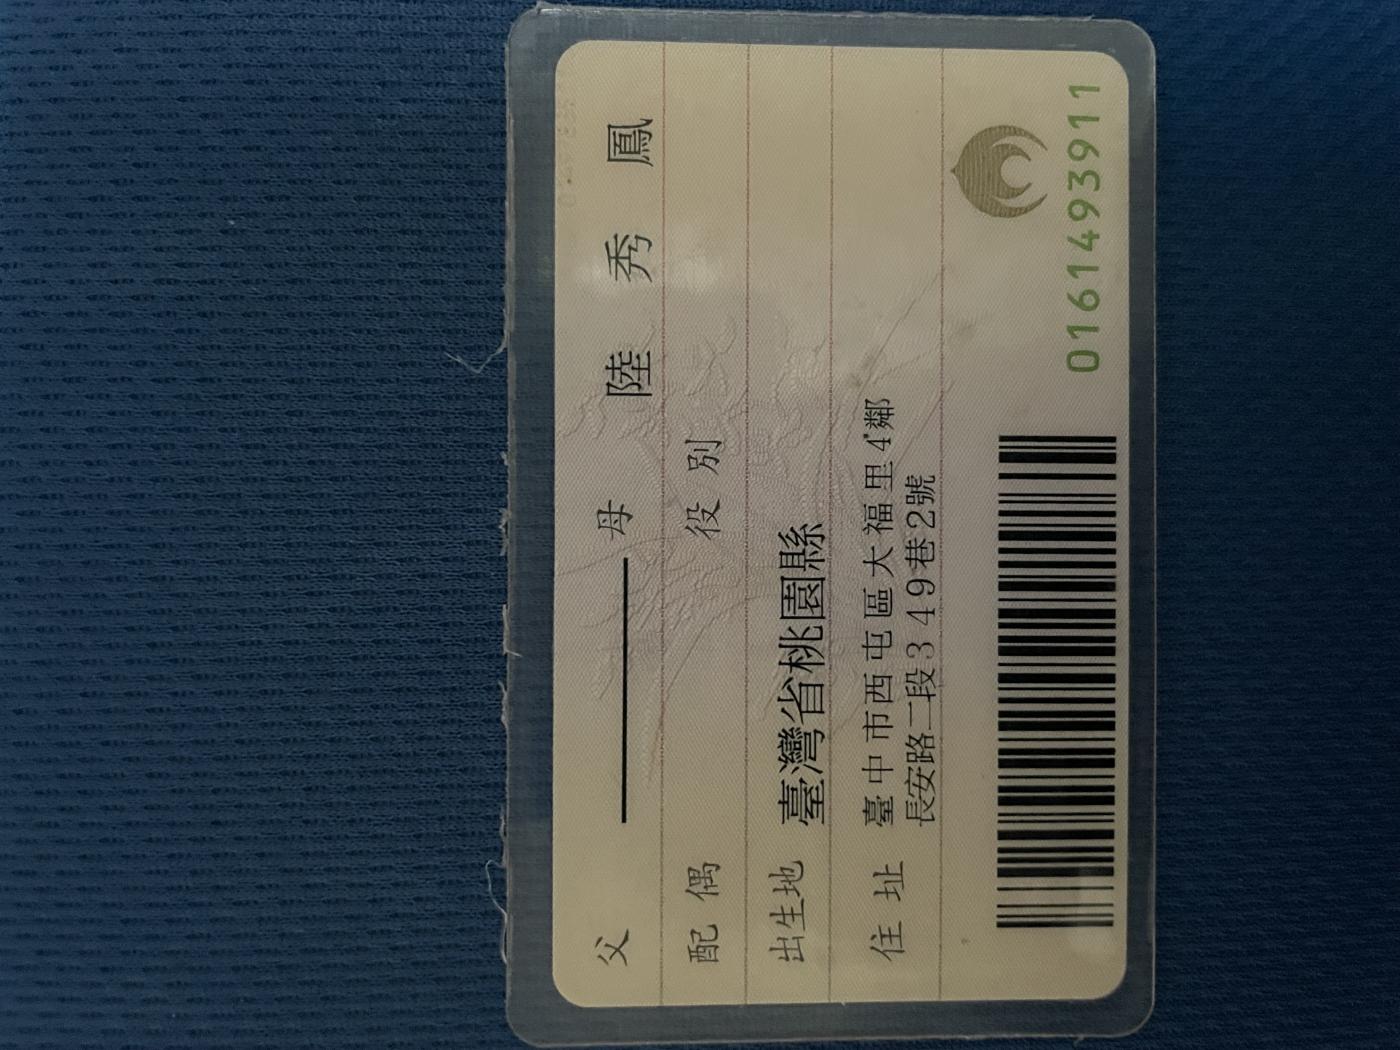 父 ———— 母 陸秀鳳
配偶 役別
出生地 臺灣省桃園縣
住址 臺中市西屯區大福里4鄰
長安路二段349巷2號
0161493911